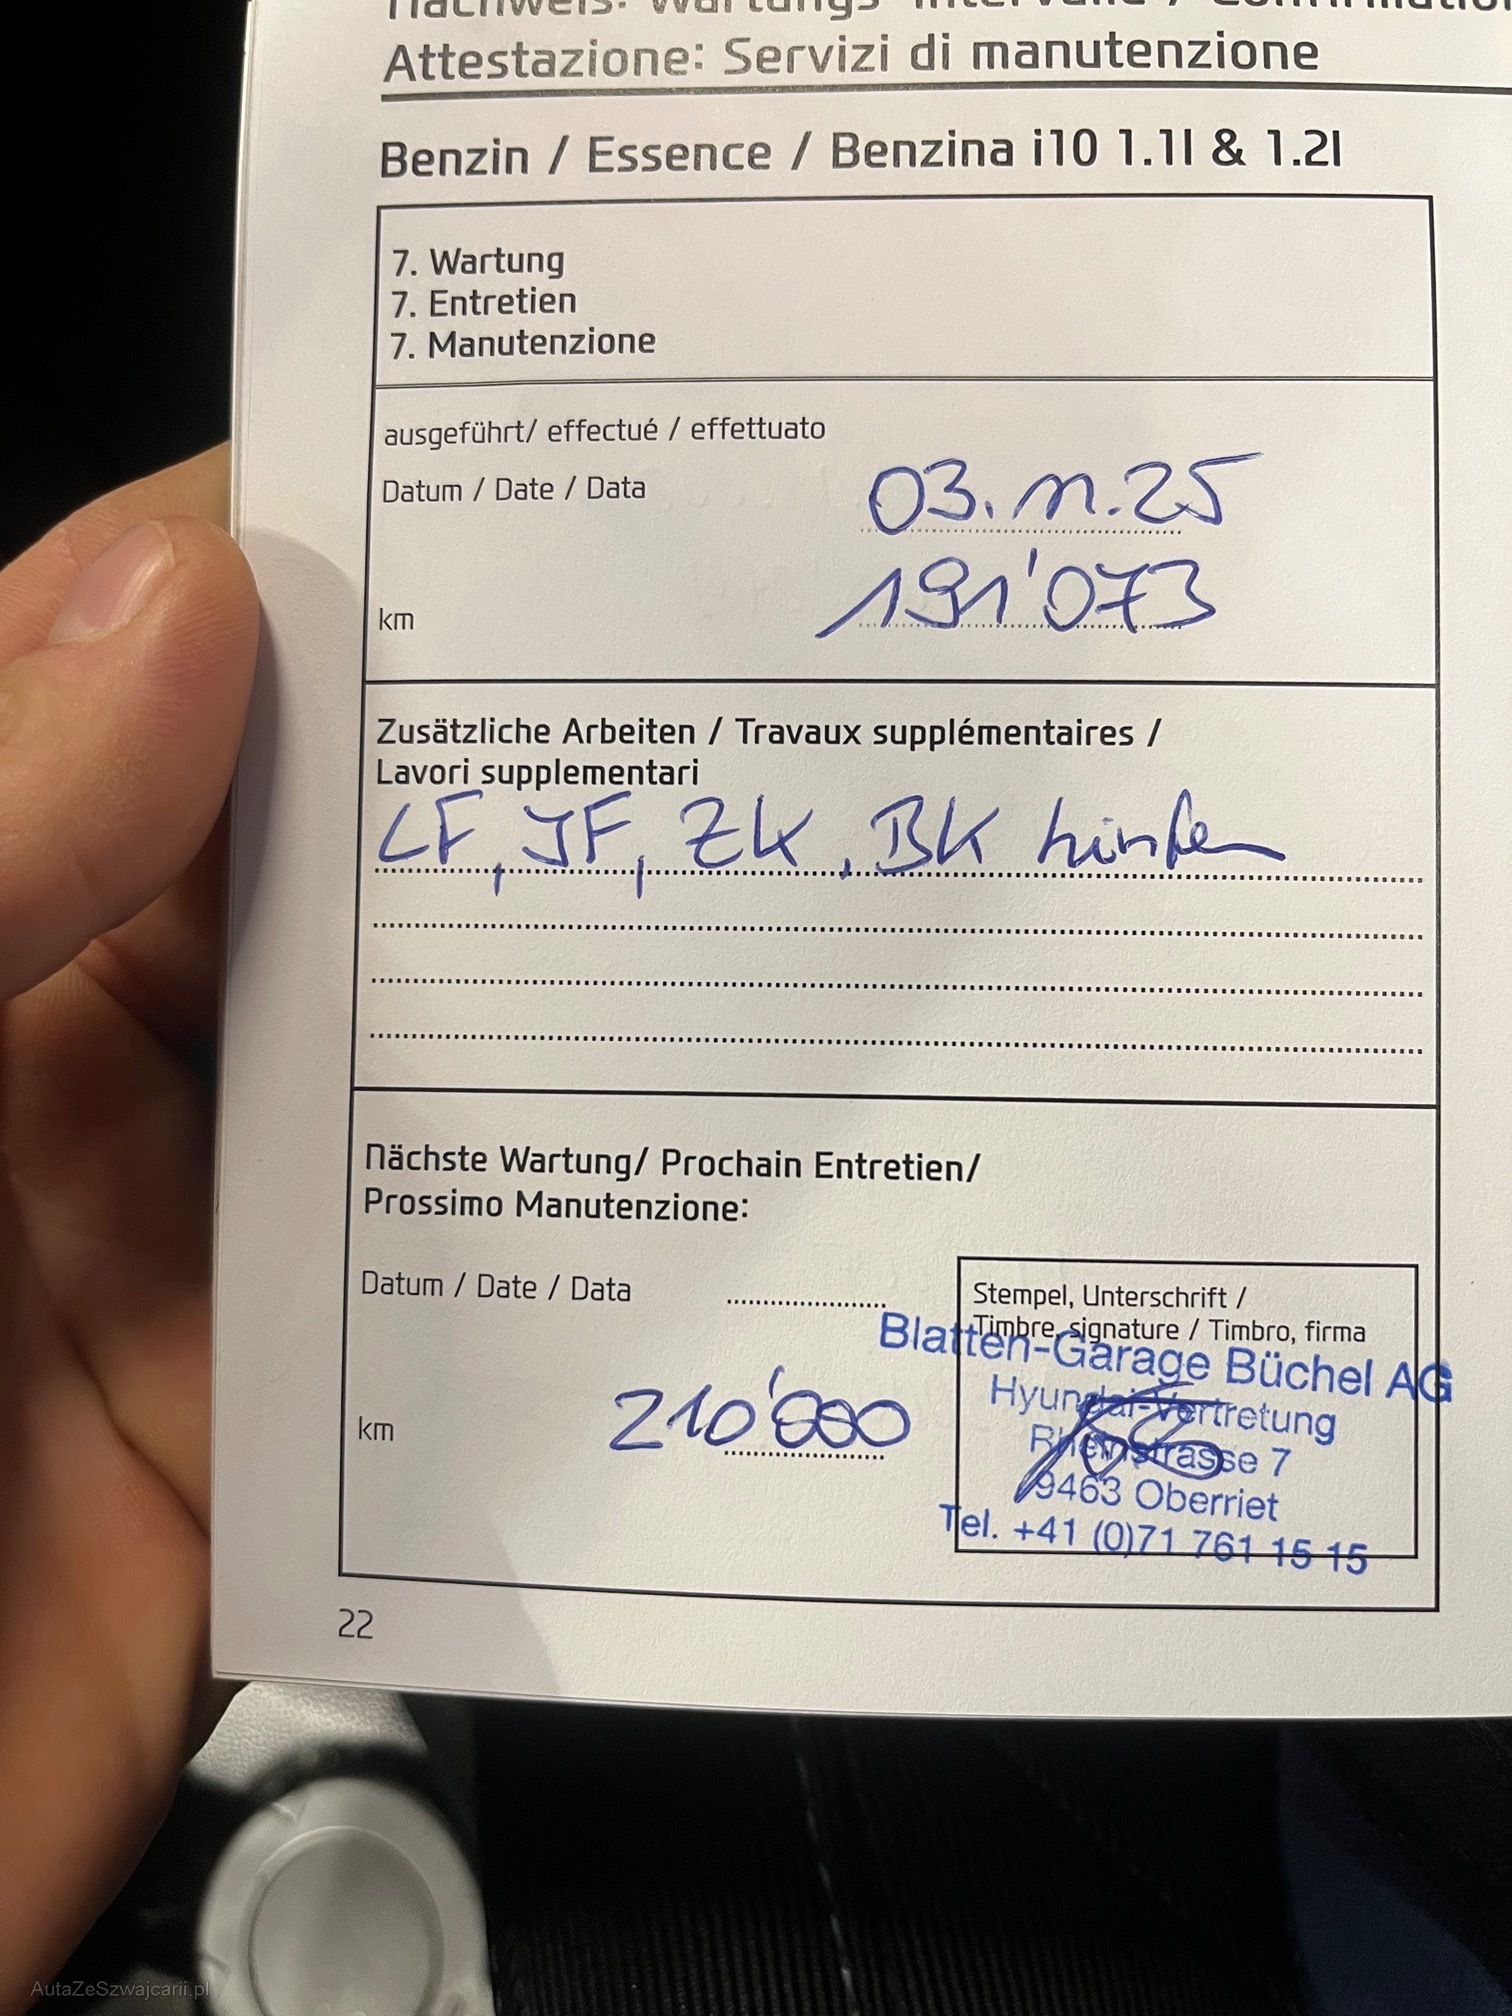 Attestazione: Servizi di manutenzione
Benzin / Essence / Benzina i10 1.1l & 1.2l
7. Wartung
7. Entretien
7. Manutenzione
ausgeführt/ effectué / effettuato
Datum / Date / Data 03.11.25
km 191'073
Zusätzliche Arbeiten / Travaux supplémentaires /
Lavori supplementari
LF, JF, ZK, BK hinten
Nächste Wartung/ Prochain Entretien/
Prossimo Manutenzione:
Datum / Date / Data
km 210'000
Stempel, Unterschrift /
Timbre, signature / Timbro, firma
Blatten-Garage Büchel AG
Hyundai-Vertretung
Rheinstrasse 7
9463 Oberriet
Tel. +41 (0)71 761 15 15
22
AutaZeSzwajcarii.pl